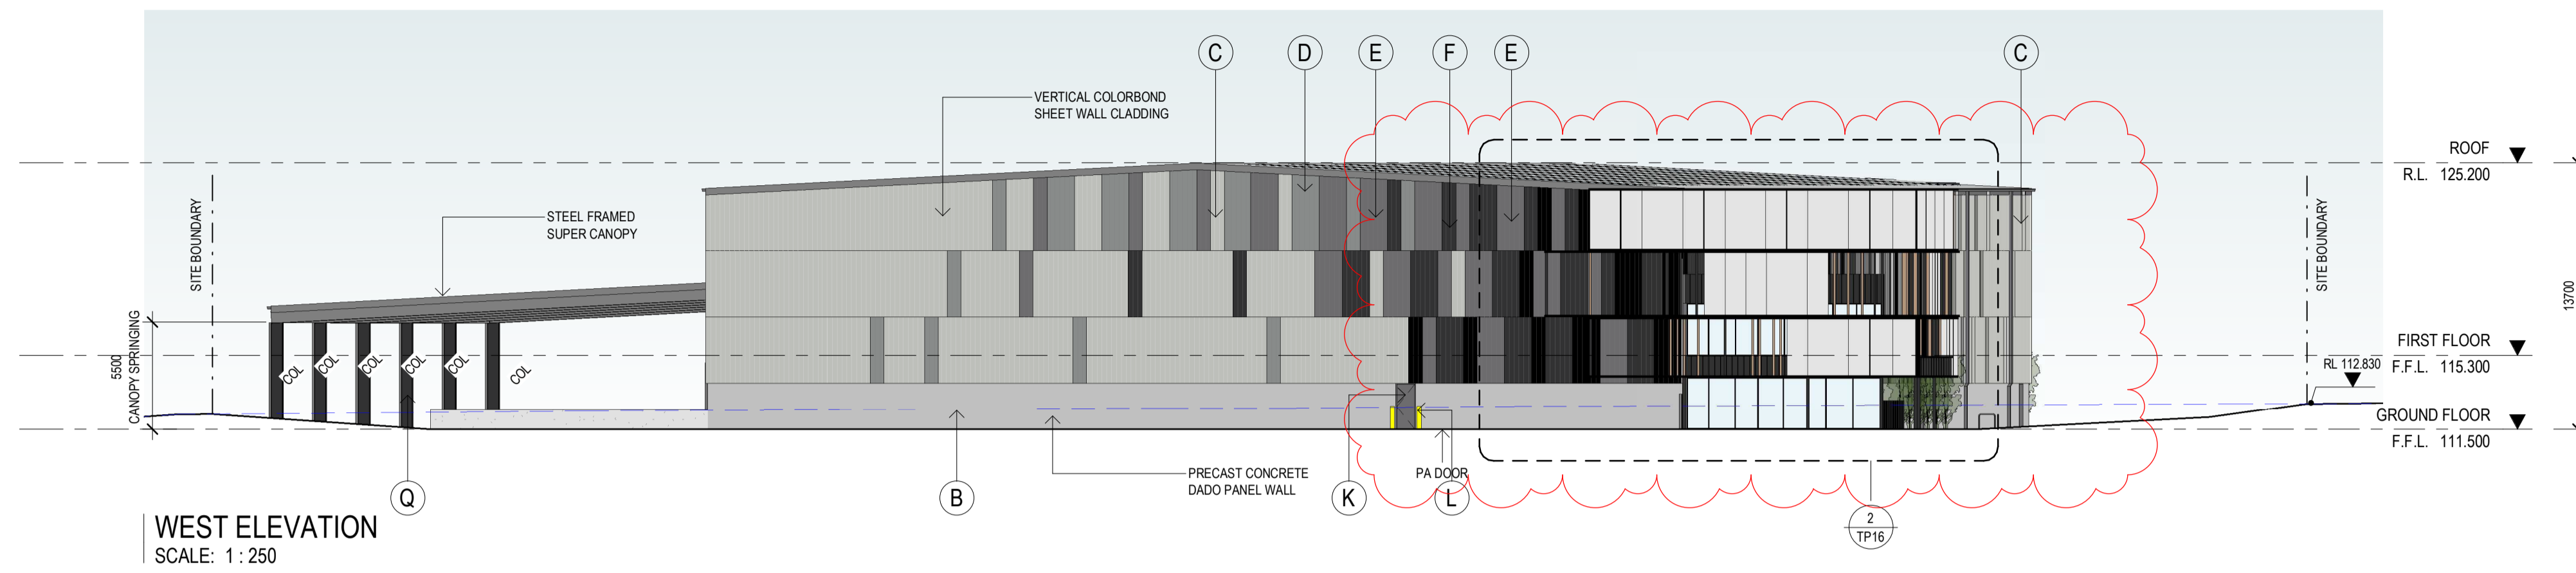 C D E F E C
VERTICAL COLORBOND
SHEET WALL CLADDING
ROOF
R.L. 125.200
STEEL FRAMED
SUPER CANOPY
SITE BOUNDARY
SITE BOUNDARY
5500
CANOPY SPRINGING
COL
COL
COL
COL
COL
COL
13700
FIRST FLOOR
F.F.L. 115.300
RL 112.830
GROUND FLOOR
F.F.L. 111.500
PRECAST CONCRETE
DADO PANEL WALL
PA DOOR
Q B K L
2
TP16
WEST ELEVATION
SCALE: 1 : 250